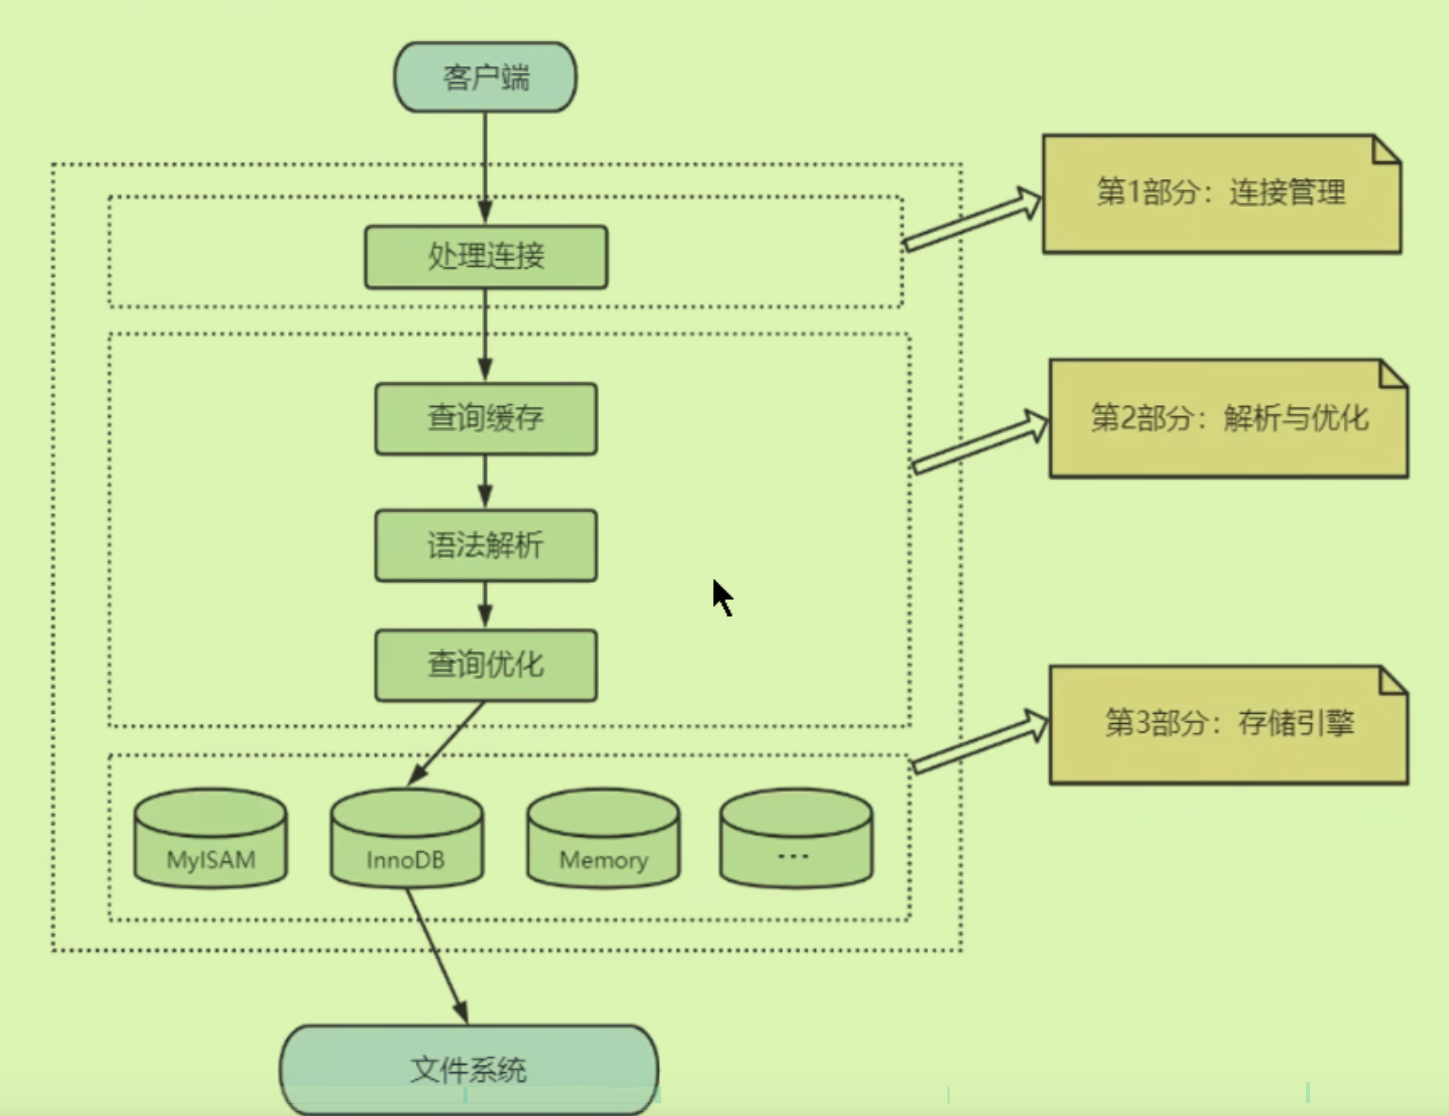 客户端
处理连接
第1部分：连接管理
查询缓存
语法解析
查询优化
第2部分：解析与优化
MyISAM
InnoDB
Memory
...
第3部分：存储引擎
文件系统